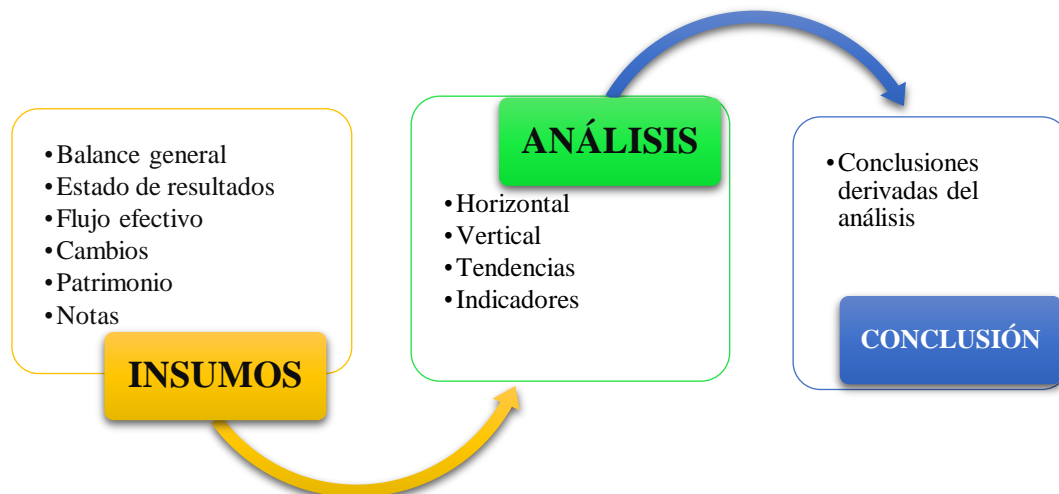 • Balance general
• Estado de resultados
• Flujo efectivo
• Cambios
• Patrimonio
• Notas
INSUMOS
ANÁLISIS
• Horizontal
• Vertical
• Tendencias
• Indicadores
• Conclusiones
derivadas del
análisis
CONCLUSIÓN